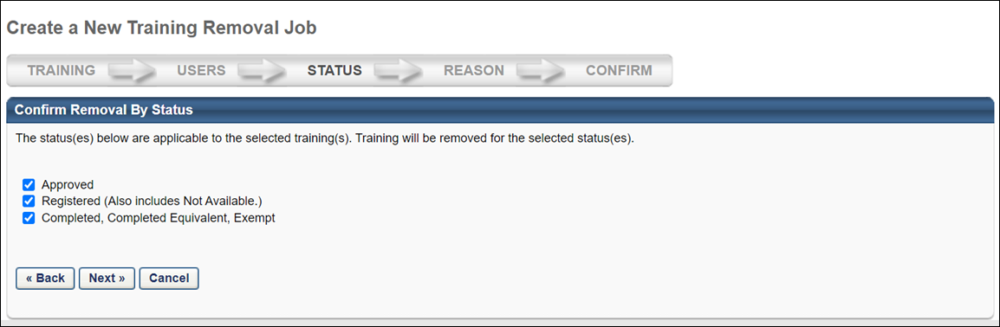 Create a New Training Removal Job
TRAINING USERS STATUS REASON CONFIRM
Confirm Removal By Status
The status(es) below are applicable to the selected training(s). Training will be removed for the selected status(es).
Approved
Registered (Also includes Not Available.)
Completed, Completed Equivalent, Exempt
« Back Next » Cancel